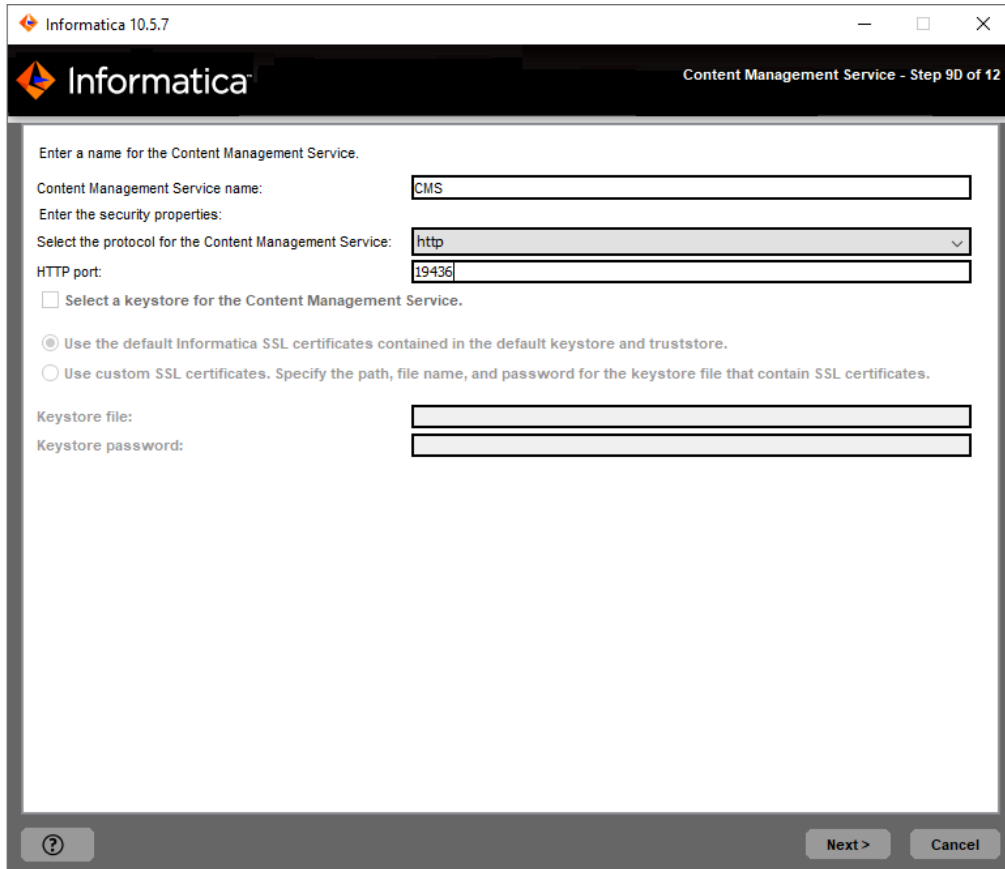 Informatica 10.5.7
Informatica
Content Management Service - Step 9D of 12
Enter a name for the Content Management Service.
Content Management Service name: CMS
Enter the security properties:
Select the protocol for the Content Management Service: http
HTTP port: 19436
Select a keystore for the Content Management Service.
Use the default Informatica SSL certificates contained in the default keystore and truststore.
Use custom SSL certificates. Specify the path, file name, and password for the keystore file that contain SSL certificates.
Keystore file:
Keystore password:
? Next > Cancel